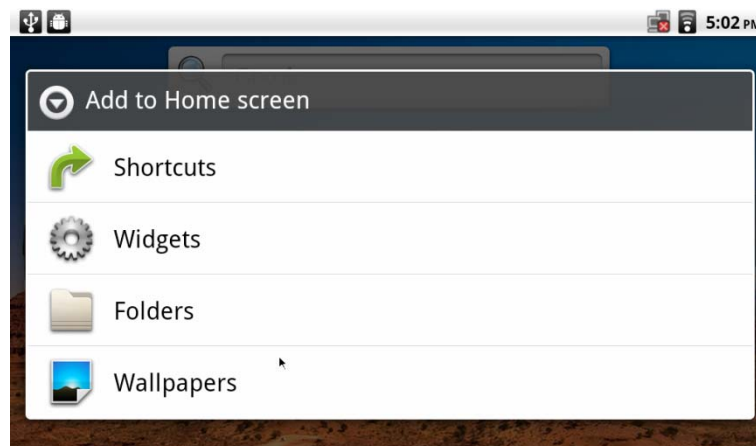 5:02 PM
Add to Home screen
Shortcuts
Widgets
Folders
Wallpapers